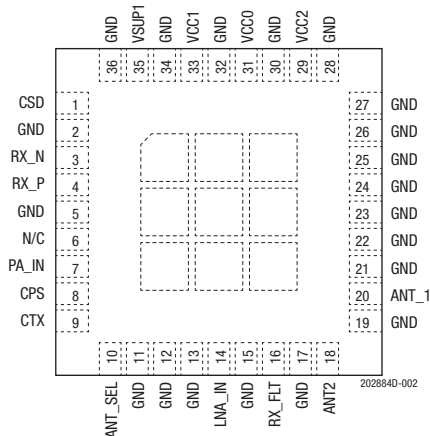 GND VSUP1 GND VCC1 GND VCC0 GND VCC2 GND
36 35 34 33 32 31 30 29 28
CSD 1 27 GND
GND 2 26 GND
RX_N 3 25 GND
RX_P 4 24 GND
GND 5 23 GND
N/C 6 22 GND
PA_IN 7 21 GND
CPS 8 20 ANT_1
CTX 9 19 GND
10 11 12 13 14 15 16 17 18
ANT_SEL GND GND GND LNA_IN GND RX_FLT GND ANT2
202884D-002